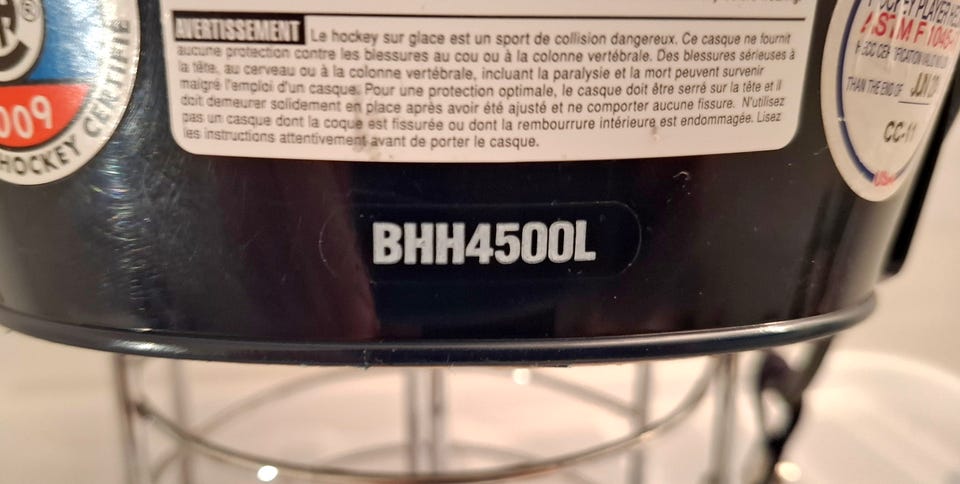 AVERTISSEMENT Le hockey sur glace est un sport de collision dangereux. Ce casque ne fournit
aucune protection contre les blessures au cou ou à la colonne vertébrale. Des blessures sérieuses à
la tête, au cerveau ou à la colonne vertébrale, incluant la paralysie et la mort peuvent survenir
malgré l'emploi d'un casque. Pour une protection optimale, le casque doit être serré sur la tête et il
doit demeurer solidement en place après avoir été ajusté et ne comporter aucune fissure. N'utilisez
pas un casque dont la coque est fissurée ou dont la rembourrure intérieure est endommagée. Lisez
les instructions attentivement avant de porter le casque.
009
HOCKEY CERTIFIÉ
ASTM F 1045-
THAN THE END OF JUN
CC-11
BHH4500L